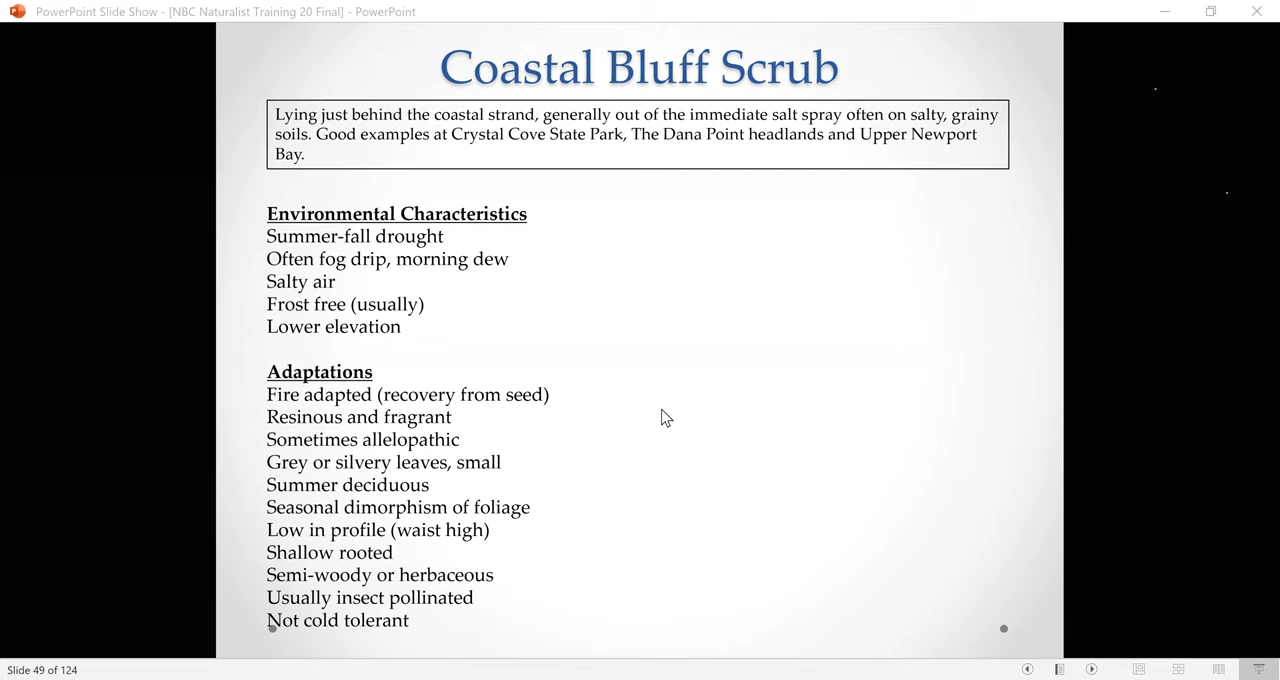 PowerPoint Slide Show - [NBC Naturalist Training 20 Final] - PowerPoint
Coastal Bluff Scrub
Lying just behind the coastal strand, generally out of the immediate salt spray often on salty, grainy
soils. Good examples at Crystal Cove State Park, The Dana Point headlands and Upper Newport
Bay.
Environmental Characteristics
Summer-fall drought
Often fog drip, morning dew
Salty air
Frost free (usually)
Lower elevation
Adaptations
Fire adapted (recovery from seed)
Resinous and fragrant
Sometimes allelopathic
Grey or silvery leaves, small
Summer deciduous
Seasonal dimorphism of foliage
Low in profile (waist high)
Shallow rooted
Semi-woody or herbaceous
Usually insect pollinated
Not cold tolerant
Slide 49 of 124